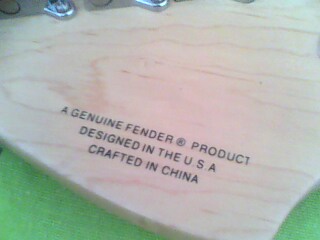 A GENUINE FENDER ® PRODUCT
DESIGNED IN THE U.S.A
CRAFTED IN CHINA